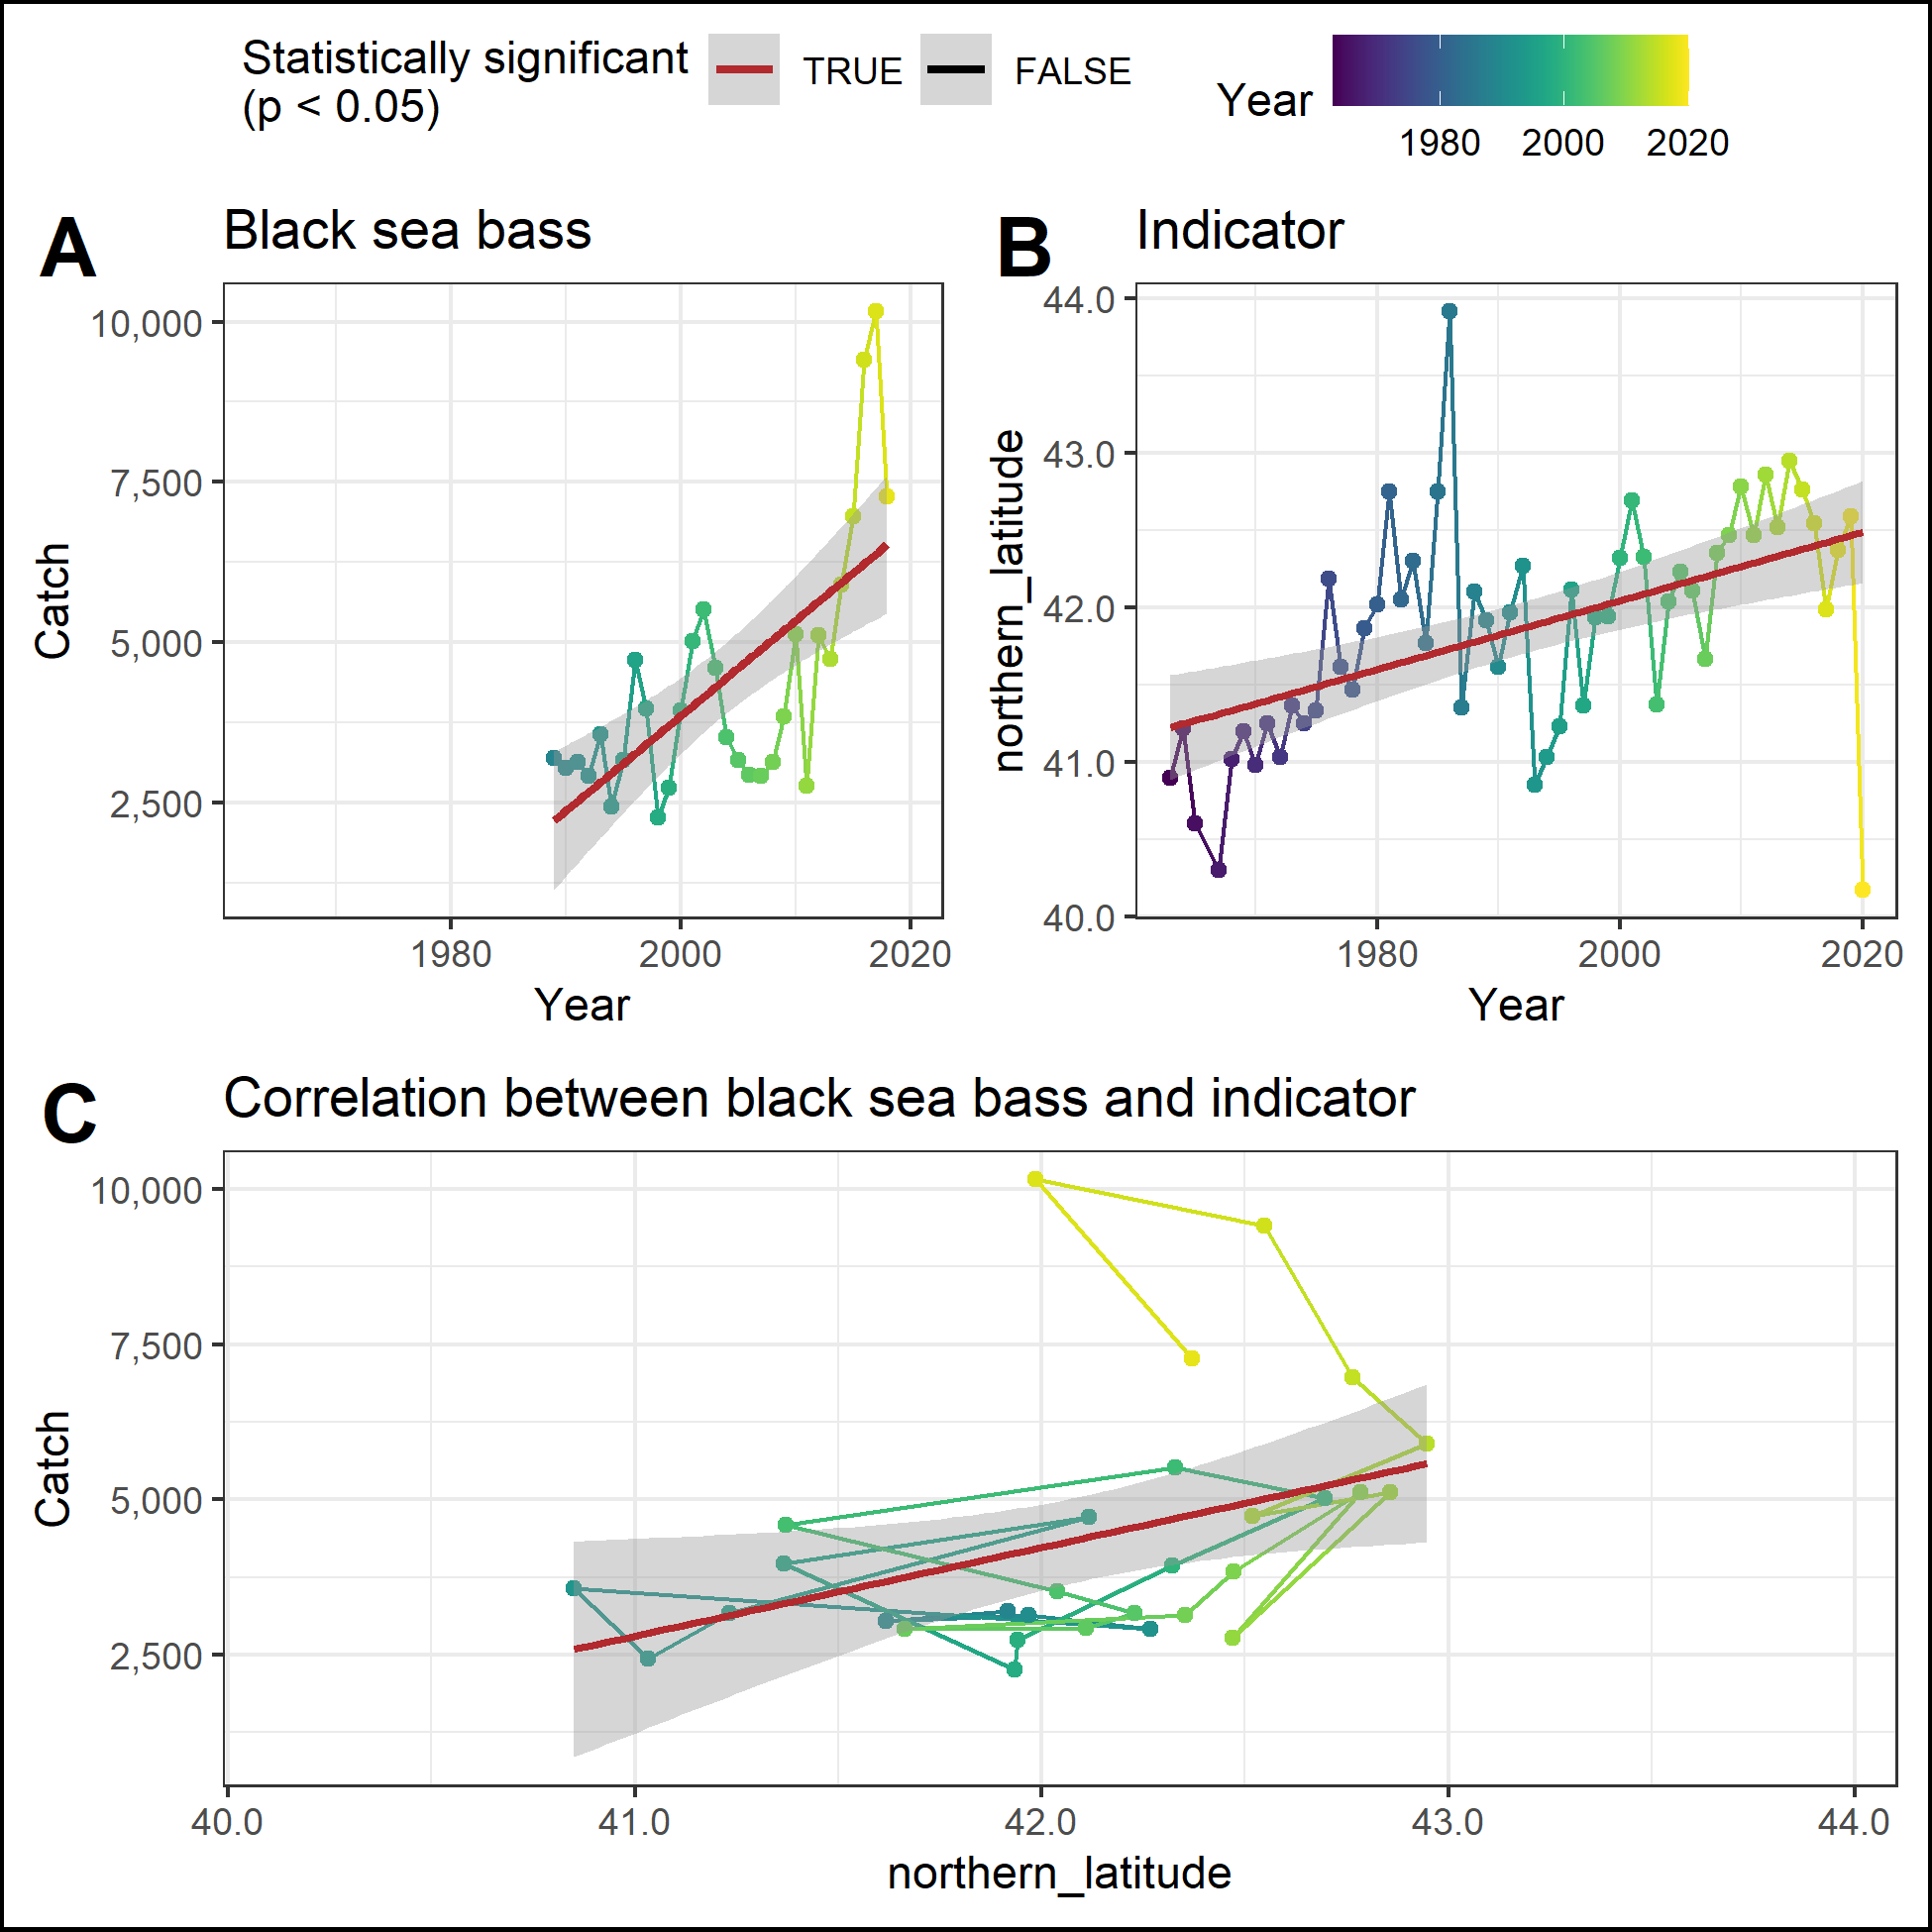 Statistically significant
(p < 0.05)
TRUE
FALSE
Year
1980 2000 2020
A
Black sea bass
Catch
10,000
7,500
5,000
2,500
1980 2000 2020
Year
B
Indicator
northern_latitude
44.0
43.0
42.0
41.0
40.0
1980 2000 2020
Year
C
Correlation between black sea bass and indicator
Catch
10,000
7,500
5,000
2,500
40.0 41.0 42.0 43.0 44.0
northern_latitude